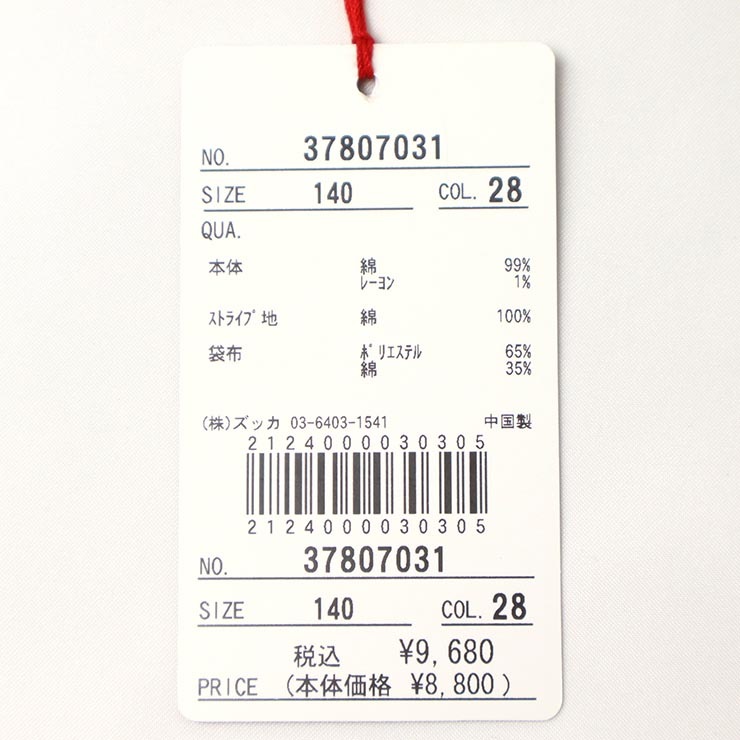 NO. 37807031
SIZE 140 COL. 28
QUA.
本体 綿 99%
ﾚｰﾖﾝ 1%
ｽﾄﾗｲﾌﾟ地 綿 100%
袋布 ﾎﾟﾘｴｽﾃﾙ 65%
綿 35%
(株)ズッカ 03-6403-1541 中国製
2124000030305
2124000030305
NO. 37807031
SIZE 140 COL. 28
税込 ¥9,680
PRICE (本体価格 ¥8,800)